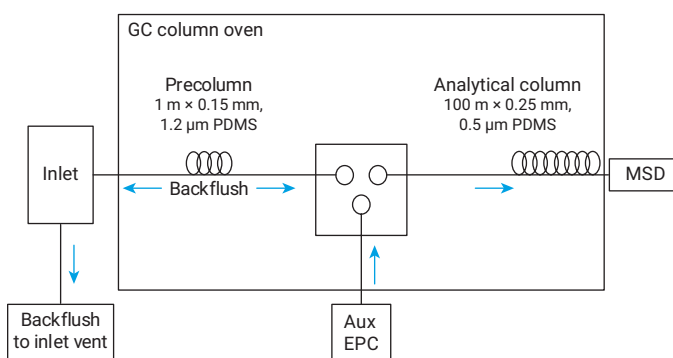 GC column oven
Precolumn
1 m × 0.15 mm,
1.2 µm PDMS
Analytical column
100 m × 0.25 mm,
0.5 µm PDMS
Inlet
Backflush
MSD
Backflush
to inlet vent
Aux
EPC